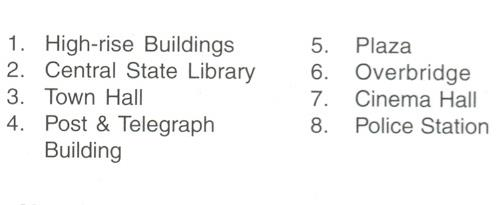 1. High-rise Buildings
2. Central State Library
3. Town Hall
4. Post & Telegraph
Building
5. Plaza
6. Overbridge
7. Cinema Hall
8. Police Station